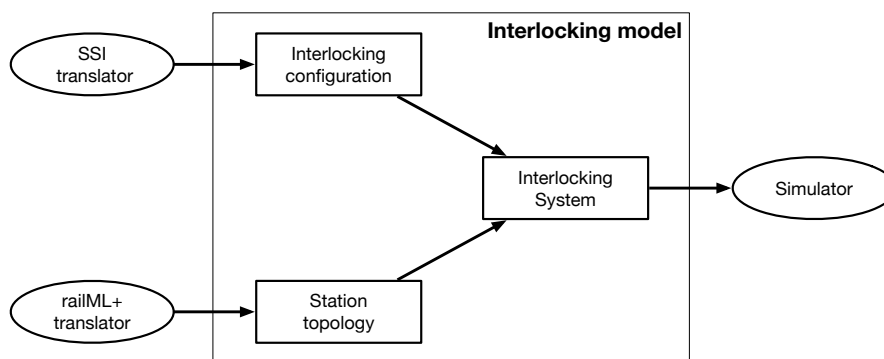 Interlocking model
SSI
translator
Interlocking
configuration
Interlocking
System
Simulator
railML+
translator
Station
topology